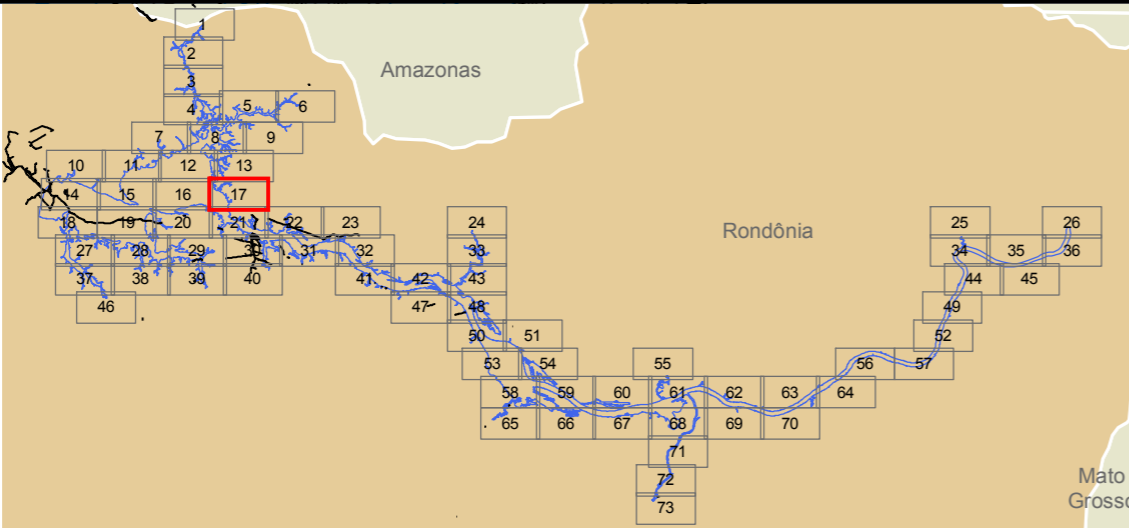 1
2
Amazonas
3
4 5 6
7 8 9
10 11 12 13
14 15 16 17
18 19 20 21 22 23 24 Rondônia 25 26
27 28 29 30 31 32 33 34 35 36
37 38 39 40 41 42 43 44 45
46 47 48 49
50 51 52
53 54 55 56 57
58 59 60 61 62 63 64
65 66 67 68 69 70
71
72 Mato
Grosso
73